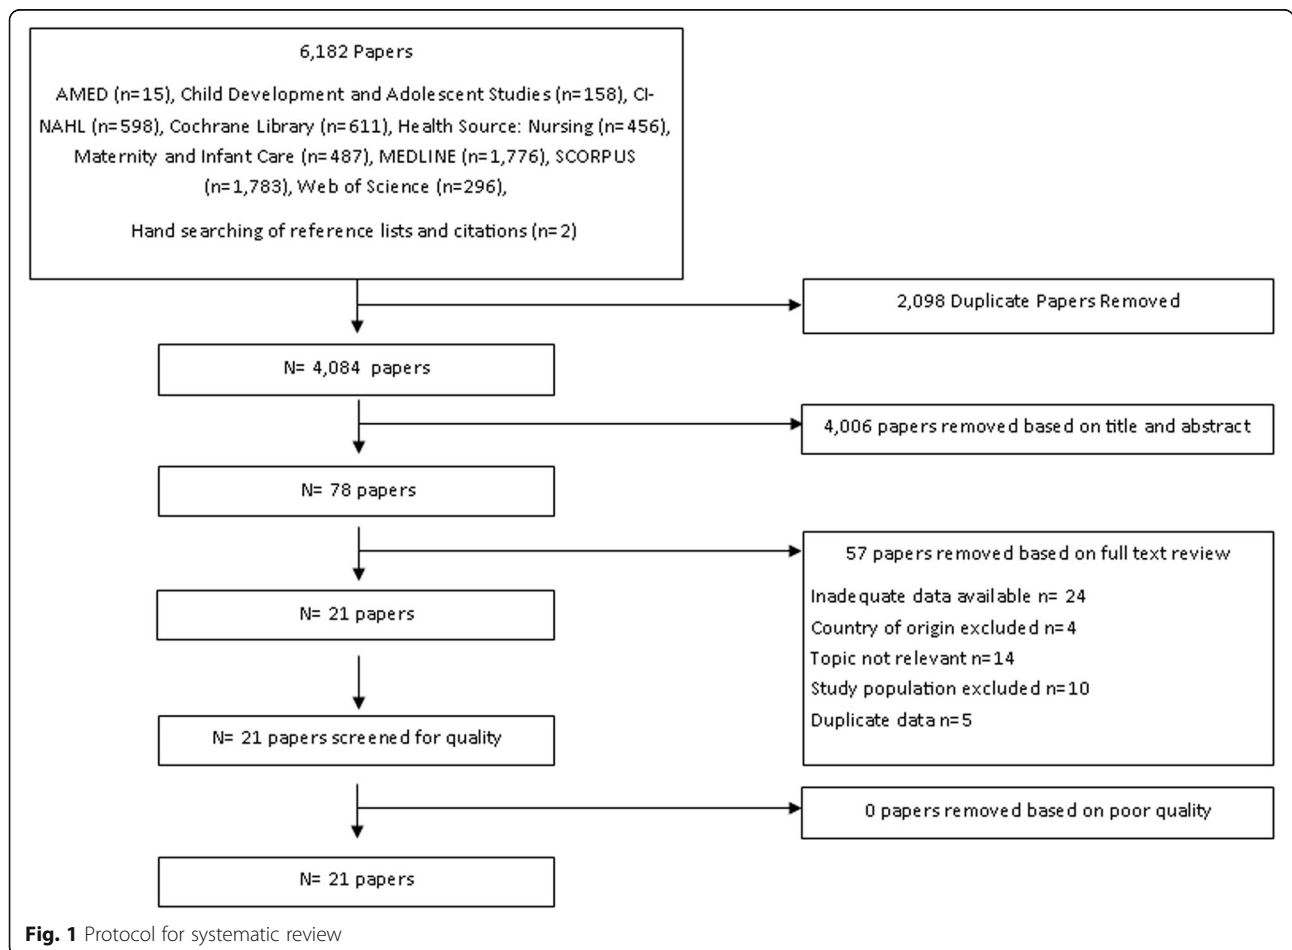 6,182 Papers
AMED (n=15), Child Development and Adolescent Studies (n=158), CI-
NAHL (n=598), Cochrane Library (n=611), Health Source: Nursing (n=456),
Maternity and Infant Care (n=487), MEDLINE (n=1,776), SCORPUS
(n=1,783), Web of Science (n=296),
Hand searching of reference lists and citations (n=2)
2,098 Duplicate Papers Removed
N= 4,084 papers
4,006 papers removed based on title and abstract
N= 78 papers
57 papers removed based on full text review
Inadequate data available n= 24
Country of origin excluded n=4
Topic not relevant n=14
Study population excluded n=10
Duplicate data n=5
N= 21 papers
N= 21 papers screened for quality
0 papers removed based on poor quality
N= 21 papers
Fig. 1 Protocol for systematic review